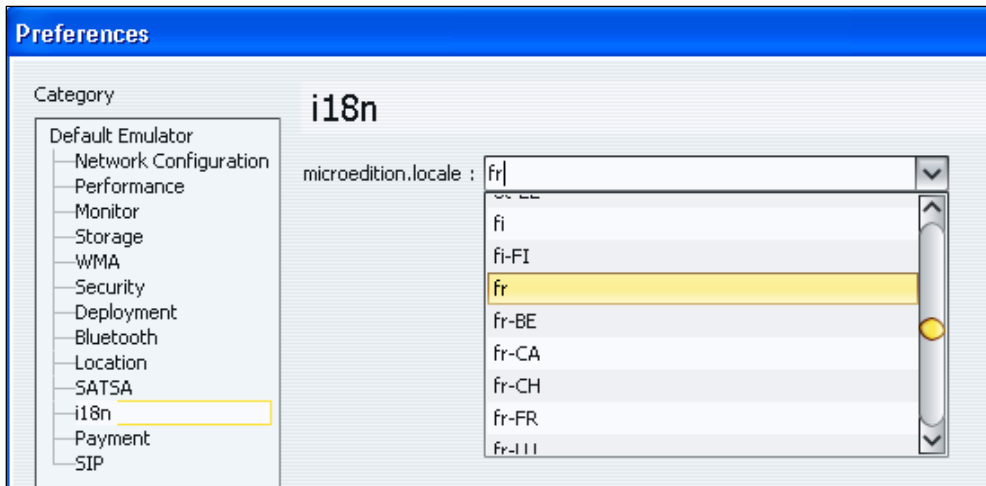 Preferences
Category
Default Emulator
Network Configuration
Performance
Monitor
Storage
WMA
Security
Deployment
Bluetooth
Location
SATSA
i18n
Payment
SIP
i18n
microedition.locale : fr
fi
fi-FI
fr
fr-BE
fr-CA
fr-CH
fr-FR